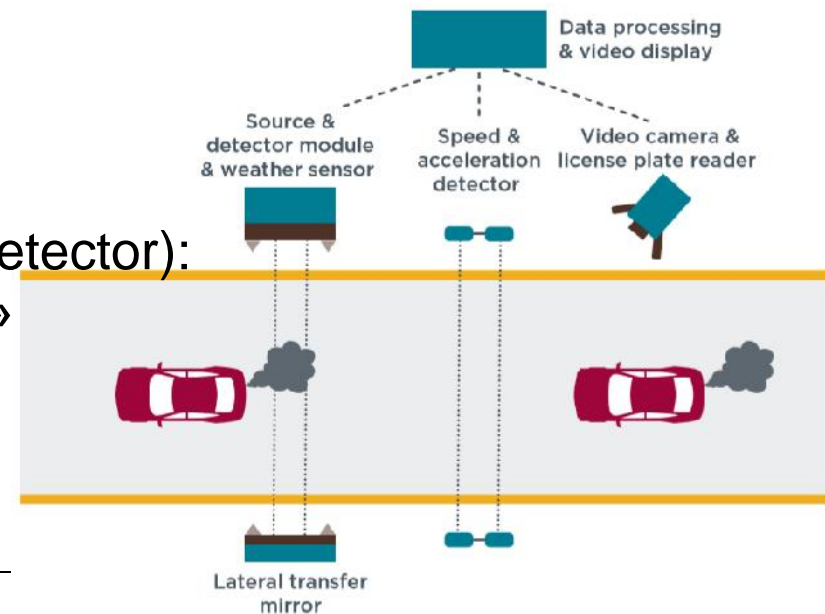 Data processing
& video display
Source &
detector module
& weather sensor
Speed &
acceleration
detector
Video camera &
license plate reader
etector):
»
Lateral transfer
mirror